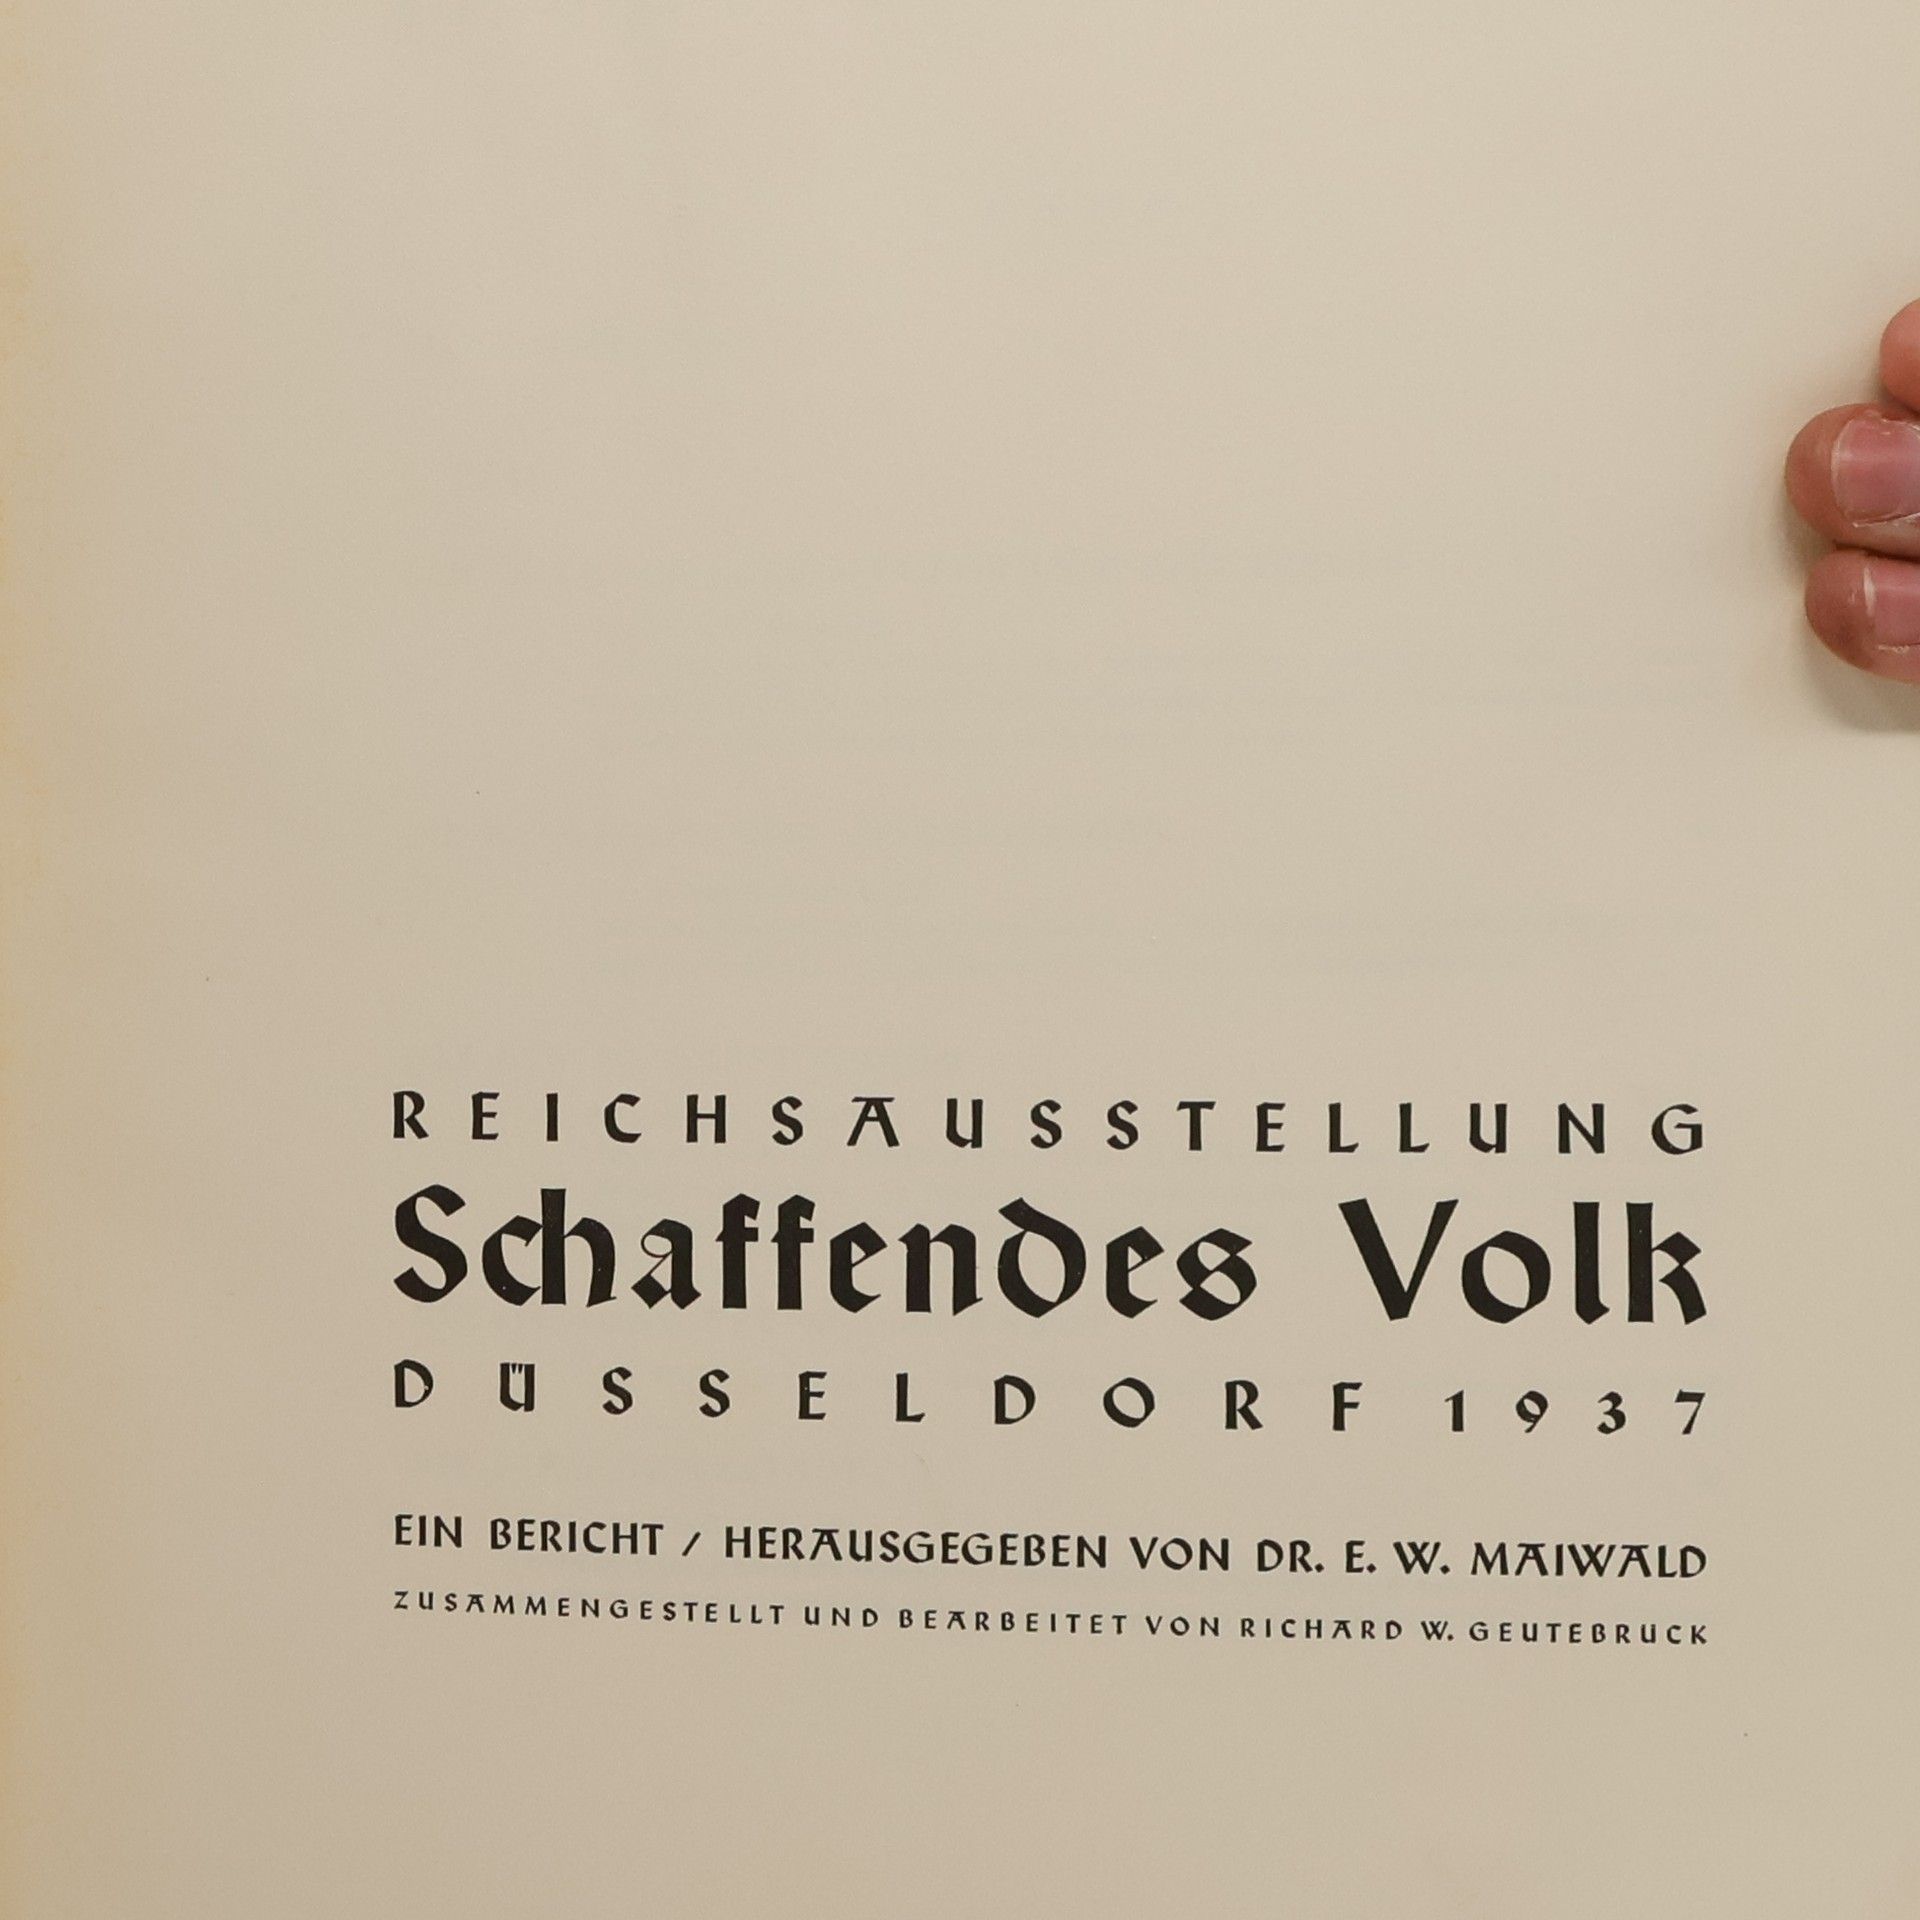 REICHSAUSSTELLUNG
Schaffendes Volk
DÜSSELDORF 1937
EIN BERICHT / HERAUSGEGEBEN VON DR. E. W. MAIWALD
ZUSAMMENGESTELLT UND BEARBEITET VON RICHARD W. GEUTEBRUCK